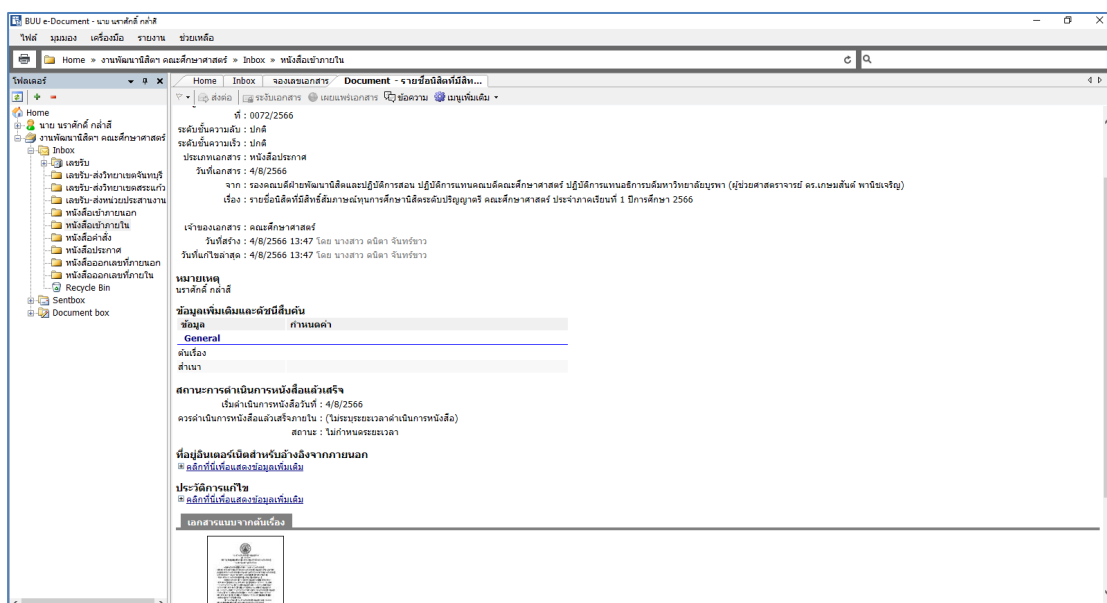 BUU e-Document - นาย นราศักดิ์ กล่ำสี
ไฟล์ มุมมอง เครื่องมือ รายงาน ช่วยเหลือ
Home » งานพัฒนานิสิตฯ คณะศึกษาศาสตร์ » Inbox » หนังสือเข้าภายใน
โฟลเดอร์
Home Inbox จองเลขเอกสาร Document - รายชื่อนิสิตที่มีสิท...
ส่งต่อ ระงับเอกสาร เผยแพร่เอกสาร ข้อความ เมนูเพิ่มเติม
Home
นาย นราศักดิ์ กล่ำสี
งานพัฒนานิสิตฯ คณะศึกษาศาสตร์
Inbox
เลขรับ
เลขรับ-ส่งวิทยาเขตจันทบุรี
เลขรับ-ส่งวิทยาเขตสระแก้ว
เลขรับ-ส่งหน่วยประสานงาน
หนังสือเข้าภายนอก
หนังสือเข้าภายใน
หนังสือคำสั่ง
หนังสือประกาศ
หนังสือออกเลขที่ภายนอก
หนังสือออกเลขที่ภายใน
Recycle Bin
Sentbox
Document box
ที่ : 0072/2566
ระดับชั้นความลับ : ปกติ
ระดับชั้นความเร็ว : ปกติ
ประเภทเอกสาร : หนังสือประกาศ
วันที่เอกสาร : 4/8/2566
จาก : รองคณบดีฝ่ายพัฒนานิสิตและปฏิบัติการสอน ปฏิบัติการแทนคณบดีคณะศึกษาศาสตร์ ปฏิบัติการแทนอธิการบดีมหาวิทยาลัยบูรพา (ผู้ช่วยศาสตราจารย์ ดร.เกษมสันต์ พานิชเจริญ)
เรื่อง : รายชื่อนิสิตที่มีสิทธิ์สัมภาษณ์ทุนการศึกษานิสิตระดับปริญญาตรี คณะศึกษาศาสตร์ ประจำภาคเรียนที่ 1 ปีการศึกษา 2566
เจ้าของเอกสาร : คณะศึกษาศาสตร์
วันที่สร้าง : 4/8/2566 13:47 โดย นางสาว ดนิตา จันทร์ขาว
วันที่แก้ไขล่าสุด : 4/8/2566 13:47 โดย นางสาว ดนิตา จันทร์ขาว
หมายเหตุ
นราศักดิ์ กล่ำสี
ข้อมูลเพิ่มเติมและดัชนีสืบค้น
ข้อมูล กำหนดค่า
General
ต้นเรื่อง
สำเนา
สถานะการดำเนินการหนังสือแล้วเสร็จ
เริ่มดำเนินการหนังสือวันที่ : 4/8/2566
ควรดำเนินการหนังสือแล้วเสร็จภายใน : (ไม่ระบุระยะเวลาดำเนินการหนังสือ)
สถานะ : ไม่กำหนดระยะเวลา
ที่อยู่อินเตอร์เน็ตสำหรับอ้างอิงจากภายนอก
คลิกที่นี่เพื่อแสดงข้อมูลเพิ่มเติม
ประวัติการแก้ไข
คลิกที่นี่เพื่อแสดงข้อมูลเพิ่มเติม
เอกสารแนบจากต้นเรื่อง